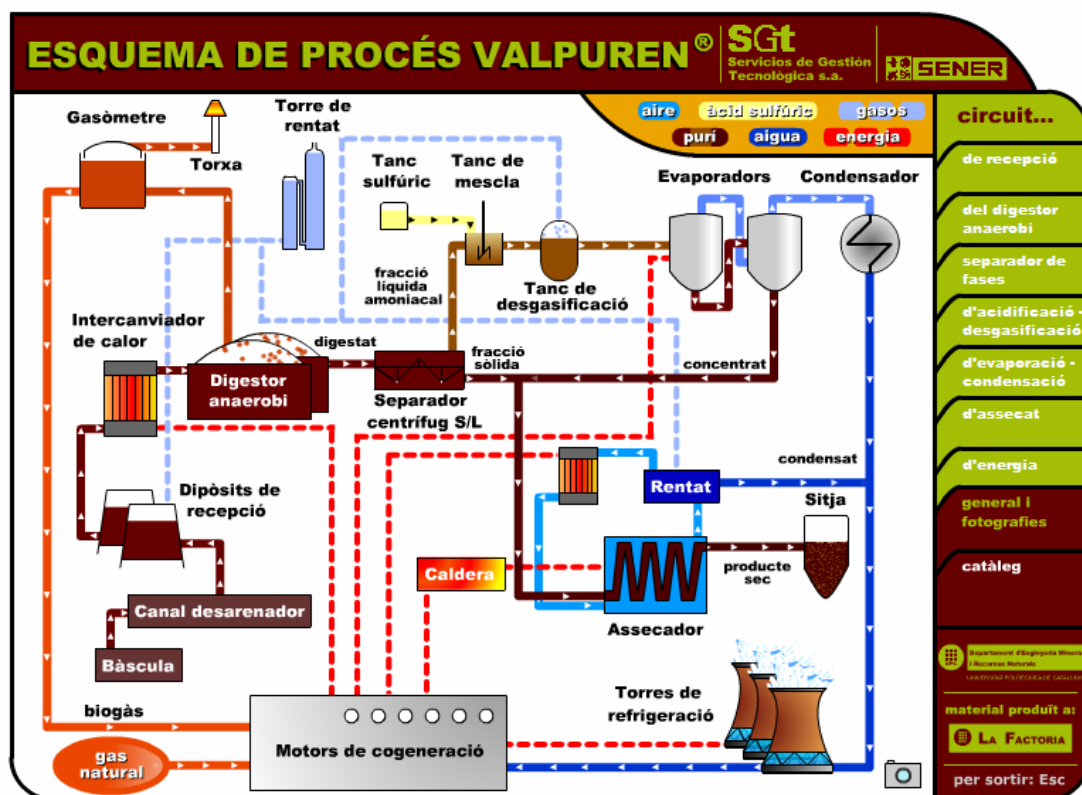 ESQUEMA DE PROCÉS VALPUREN®
SGt
Servicios de Gestión
Tecnològica s.a.
SENER
aire
àcid sulfúric
gasos
purí
aigua
energia
circuit...
de recepció
del digestor
anaerobi
separador de
fases
d'acidificació -
desgasificació
d'evaporació -
condensació
d'assecat
d'energia
general i
fotografies
catàleg
Departament d'Enginyeria Minera
i Recursos Naturals
UNIVERSITAT POLITÈCNICA DE CATALUNYA
material produït a:
LA FACTORIA
per sortir: Esc
Gasòmetre
Torxa
Torre de
rentat
Tanc
sulfúric
Tanc de
mescla
Evaporadors
Condensador
fracció
líquida
amoniacal
Tanc de
desgasificació
Intercanviador
de calor
digestat
Digestor
anaerobi
fracció
sòlida
concentrat
Separador
centrífug S/L
Dipòsits de
recepció
Rentat
condensat
Sitja
Caldera
producte
sec
Canal desarenador
Assecador
Bàscula
biogàs
Torres de
refrigeració
Motors de cogeneració
gas
natural